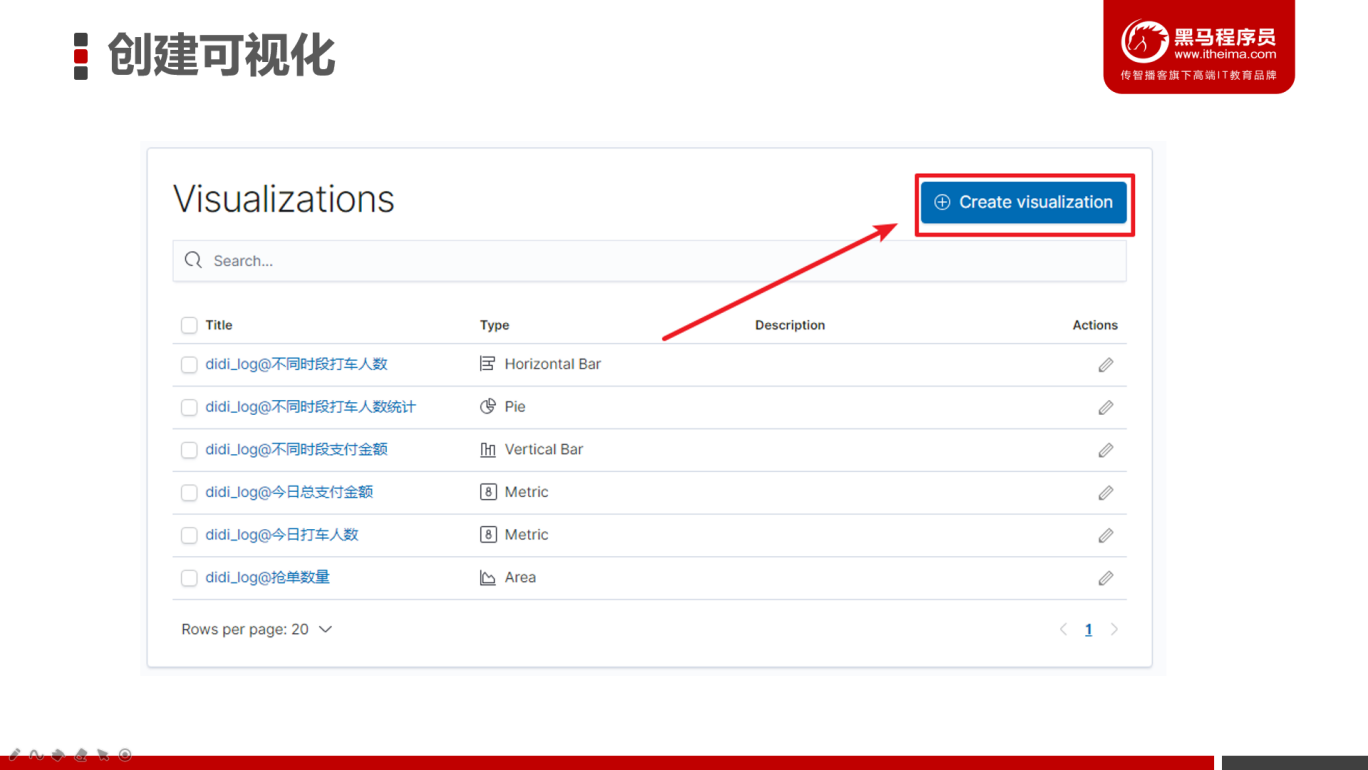 创建可视化
黑马程序员
www.itheima.com
传智播客旗下高端IT教育品牌
Visualizations
Create visualization
Search...
Title Type Description Actions
didi_log@不同时段打车人数 Horizontal Bar
didi_log@不同时段打车人数统计 Pie
didi_log@不同时段支付金额 Vertical Bar
didi_log@今日总支付金额 8 Metric
didi_log@今日打车人数 8 Metric
didi_log@抢单数量 Area
Rows per page: 20 1